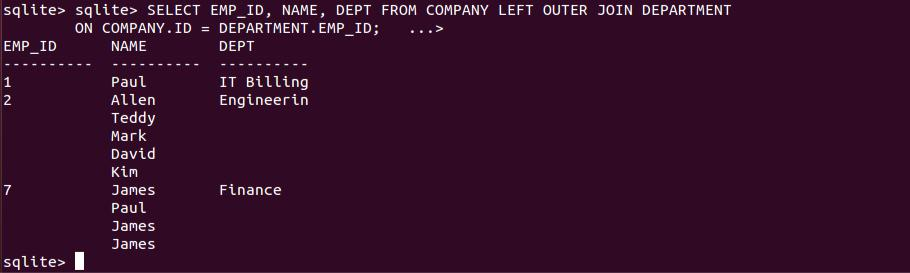 sqlite> sqlite> SELECT EMP_ID, NAME, DEPT FROM COMPANY LEFT OUTER JOIN DEPARTMENT
        ON COMPANY.ID = DEPARTMENT.EMP_ID;   ...>
EMP_ID      NAME        DEPT
----------  ----------  ----------
1           Paul        IT Billing
2           Allen       Engineerin
            Teddy
            Mark
            David
            Kim
7           James       Finance
            Paul
            James
            James
sqlite>